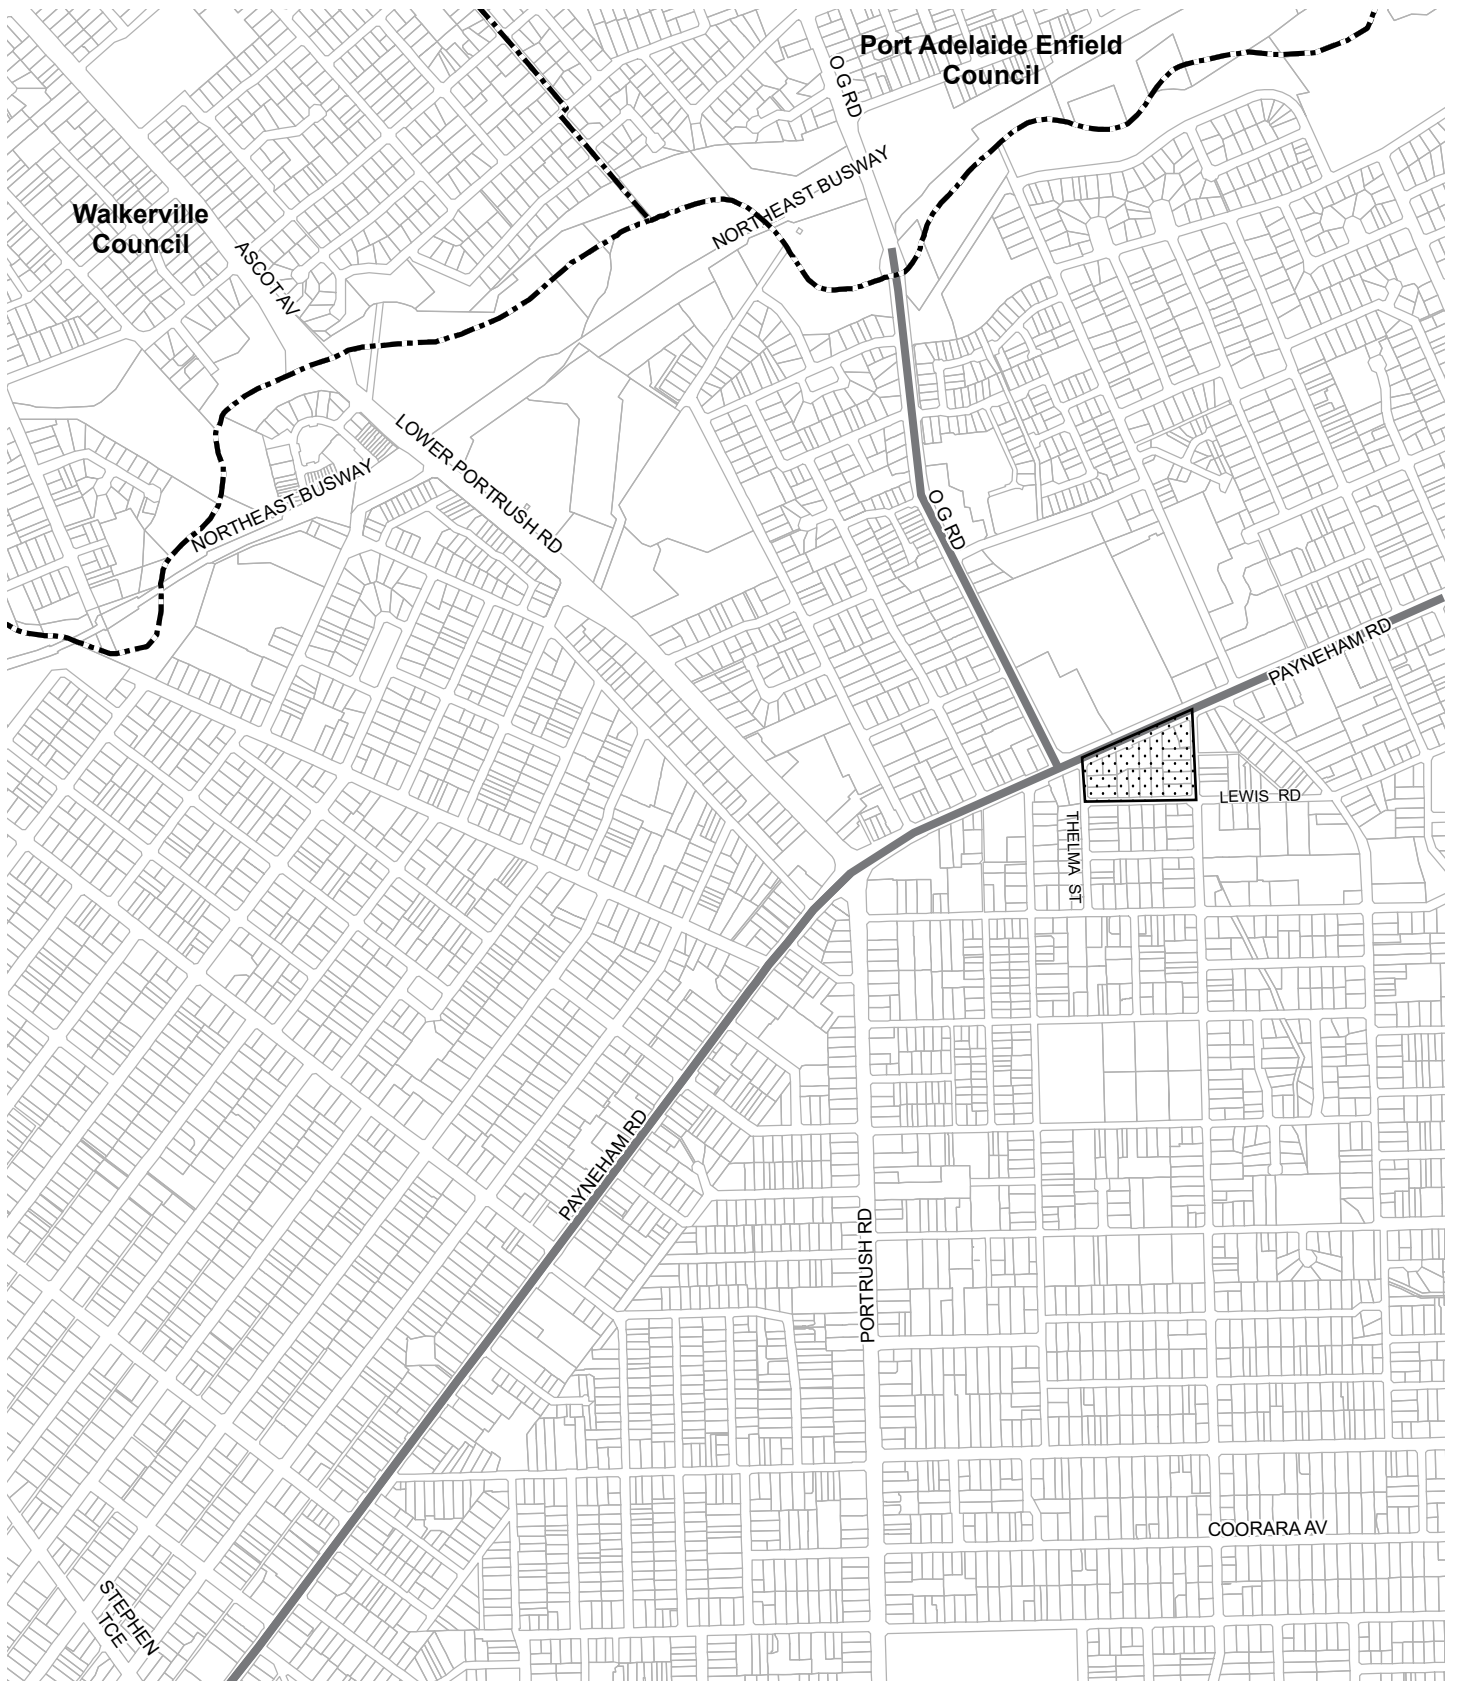 Port Adelaide Enfield
Council
O G RD
NORTHEAST BUSWAY
Walkerville
Council
ASCOT AV
LOWER PORTRUSH RD
NORTHEAST BUSWAY
O G RD
PAYNEHAM RD
LEWIS RD
THELMA ST
PAYNEHAM RD
PORTRUSH RD
COORARA AV
STEPHEN
TCE